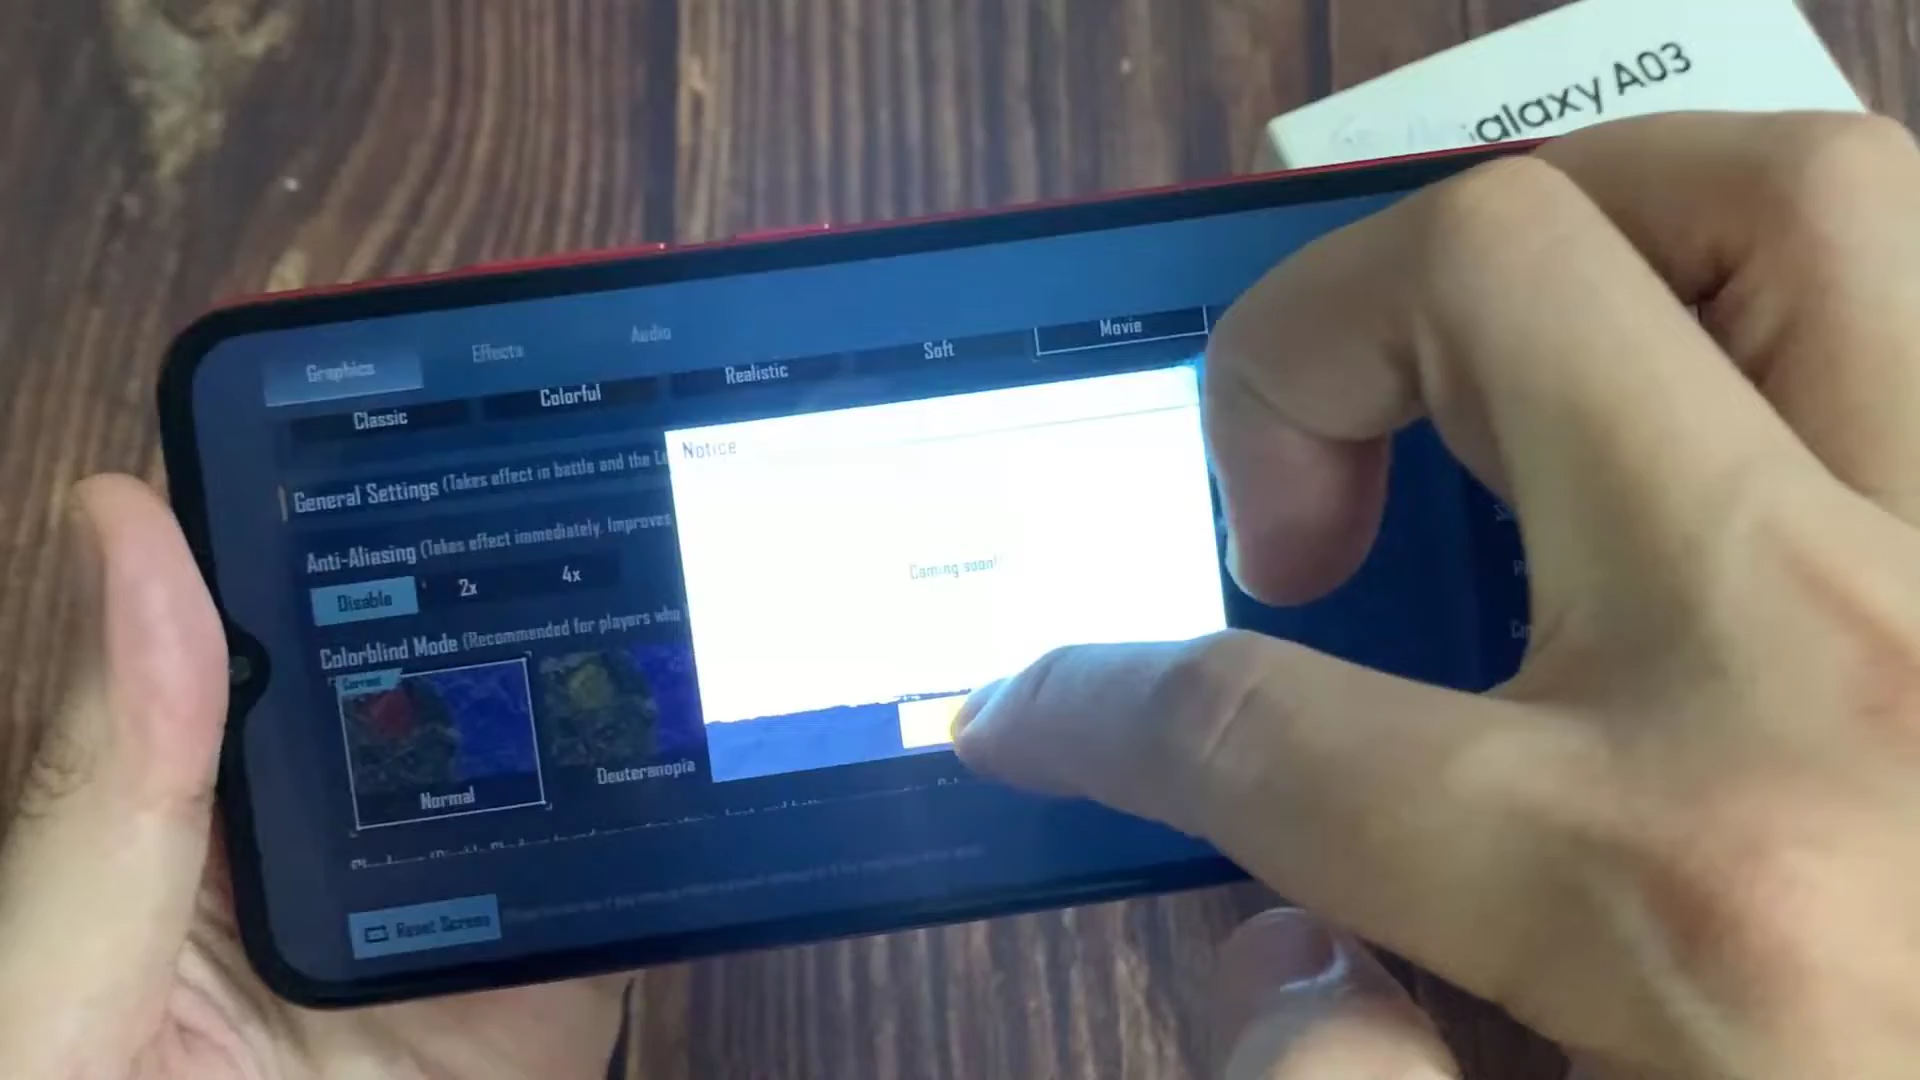 alaxy A03
Graphics
Effects
Audio
Classic
Colorful
Realistic
Soft
Movie
General Settings (Takes effect in battle and the
Anti-Aliasing (Takes effect immediately. Improves
Disable
2x
4x
Colorblind Mode (Recommended for players who
Current
Normal
Deuteranopia
Notice
Coming soon!
Reset Screen